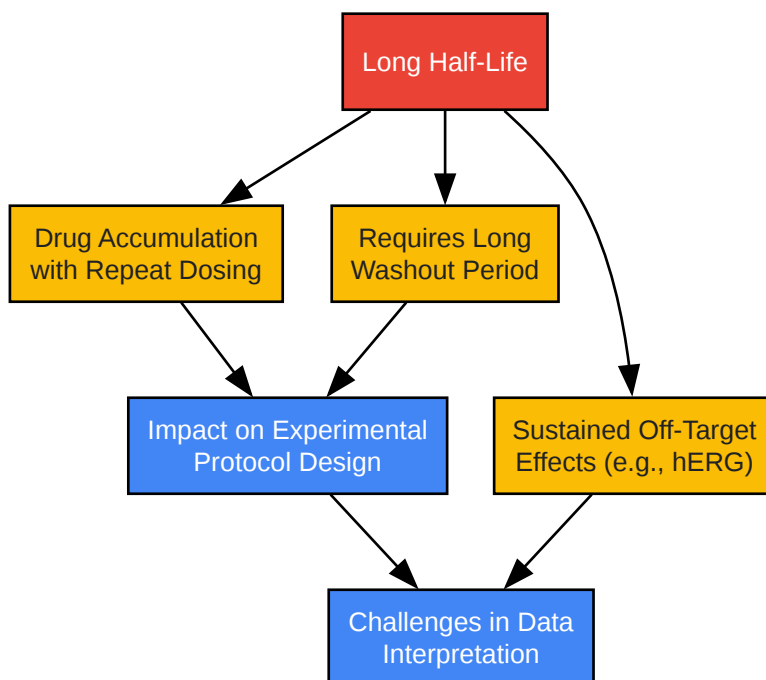 Long Half-Life
Drug Accumulation
with Repeat Dosing
Requires Long
Washout Period
Impact on Experimental
Protocol Design
Sustained Off-Target
Effects (e.g., hERG)
Challenges in Data
Interpretation